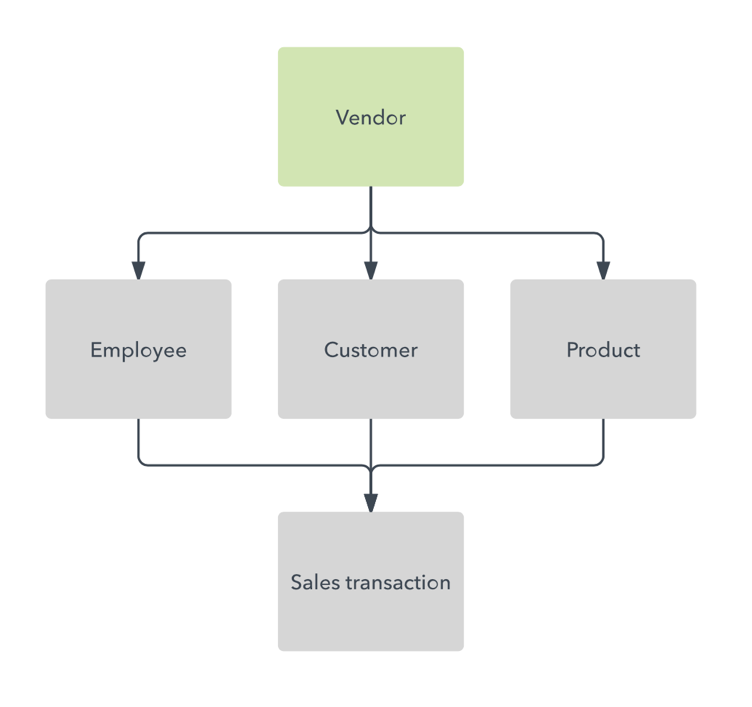 Vendor
Employee
Customer
Product
Sales transaction